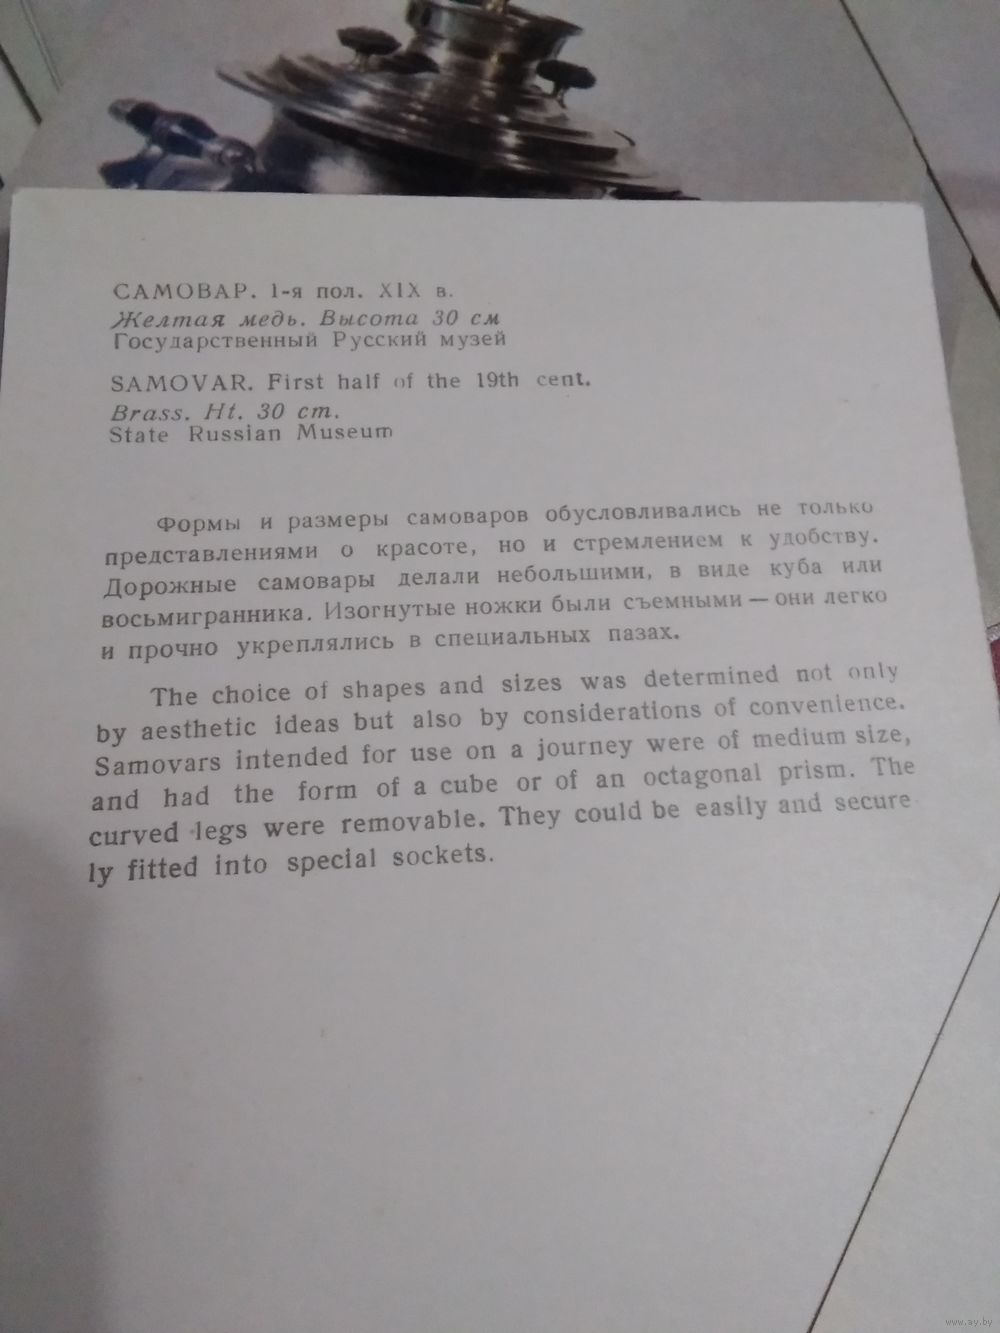 САМОВАР. 1-я пол. XIX в.
Желтая медь. Высота 30 см
Государственный Русский музей
SAMOVAR. First half of the 19th cent.
Brass. Ht. 30 cm.
State Russian Museum
Формы и размеры самоваров обусловливались не только
представлениями о красоте, но и стремлением к удобству.
Дорожные самовары делали небольшими, в виде куба или
восьмигранника. Изогнутые ножки были съемными — они легко
и прочно укреплялись в специальных пазах.
The choice of shapes and sizes was determined not only
by aesthetic ideas but also by considerations of convenience.
Samovars intended for use on a journey were of medium size,
and had the form of a cube or of an octagonal prism. The
curved legs were removable. They could be easily and secure
ly fitted into special sockets.
www.ay.by